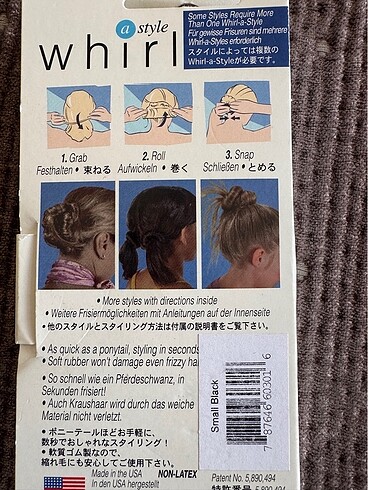 a style
whirl
Some Styles Require More
Than One Whirl-a-Style
Für gewisse Frisuren sind mehrere
Whirl-a-Styles erforderlich
スタイルによっては複数の
Whirl-a-Styleが必要です。
1. Grab
Festhalten • 束ねる
2. Roll
Aufwickeln • 巻く
3. Snap
Schließen • とめる
• More styles with directions inside
• Weitere Frisiermöglichkeiten mit Anleitungen auf der Innenseite
• 他のスタイルとスタイリング方法は付属の説明書をご覧下さい。
• As quick as a ponytail, styling in seconds
• Soft rubber won't damage even frizzy
• So schnell wie ein Pferdeschwanz, in
Sekunden frisiert!
• Auch Kraushaar wird durch das weiche
Material nicht verletzt.
• ポニーテールほどお手軽に、
数秒でおしゃれなスタイリング！
• 軟質ゴム製なので、
縮れ毛にも安心してご使用下さい。
Small Black
7 87646 60301 6
Made in the USA
In den USA hergestellt
NON-LATEX
Patent No. 5,890,494
特許番号 5,890,494